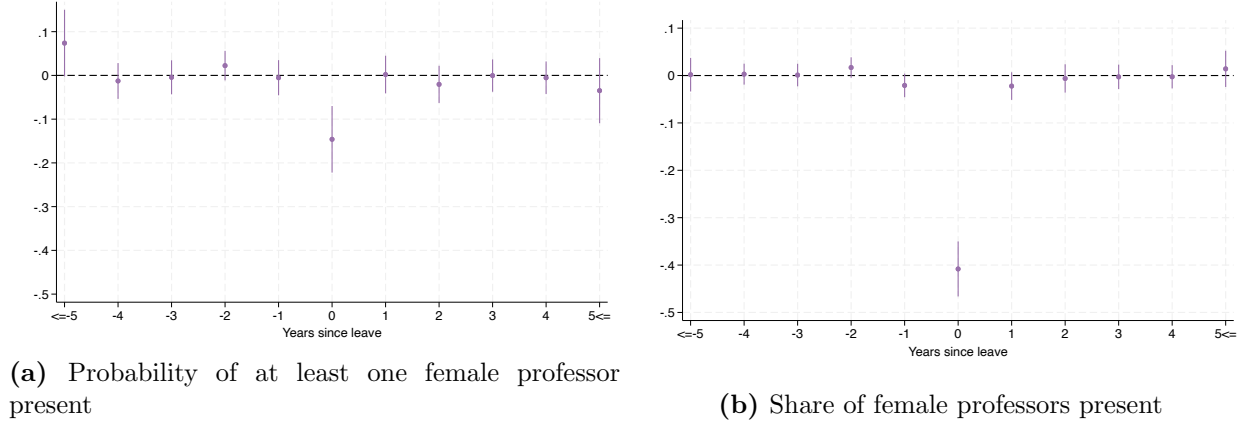 .1
0
-.1
-.2
-.3
-.4
-.5
<=-5 -4 -3 -2 -1 0 1 2 3 4 5<=
Years since leave
(a) Probability of at least one female professor
present
.1
0
-.1
-.2
-.3
-.4
-.5
<=-5 -4 -3 -2 -1 0 1 2 3 4 5<=
Years since leave
(b) Share of female professors present